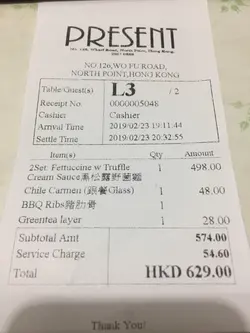 PRESENT
NO.126,WO FU ROAD,
NORTH POINT,HONG KONG
Table/Guest(s) L3 / 2
Receipt No 0000005048
Cashier Cashier
Arrival Time 2019/02/23 19:11:44
Settle Time 2019/02/23 20:32:55
Item(s) Qty Amount
2Set. Fettuccine w Truffle 1 498.00
Cream Sauce黑松露野菌雞
Chile Carmen (跟餐Glass) 1 48.00
BBQ Ribs豬肋骨 1
Greentea layer 1 28.00
Subtotal Amt 574.00
Service Charge 54.60
Total HKD 629.00
Thank You!